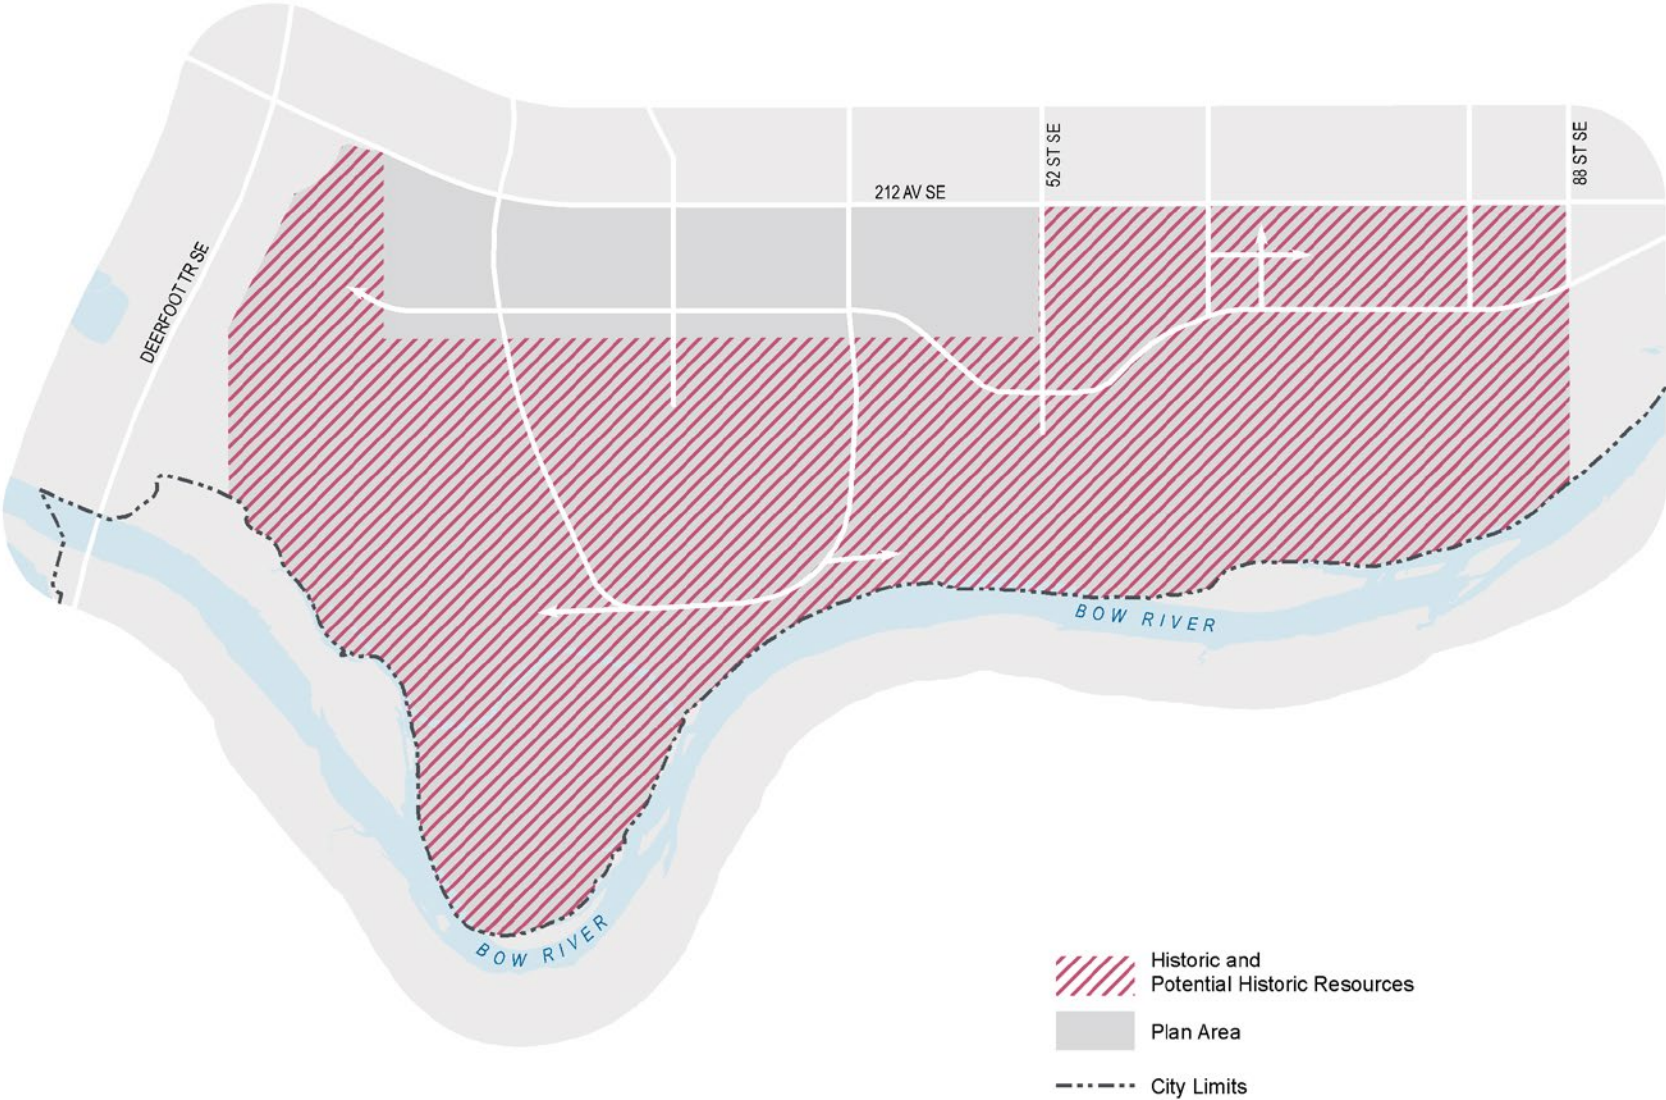 52 ST SE
88 ST SE
212 AV SE
DEERFOOT TR SE
BOW RIVER
BOW RIVER
Historic and
Potential Historic Resources
Plan Area
City Limits